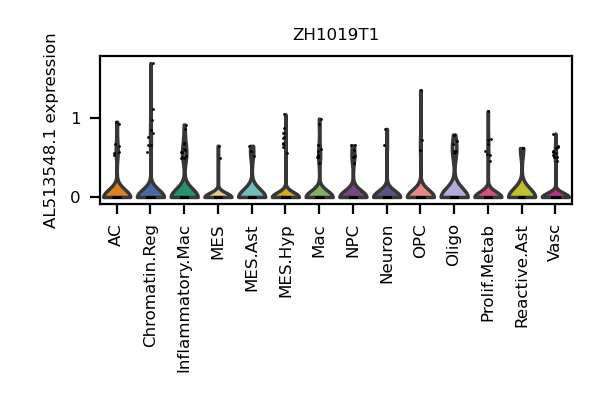 ZH1019T1
AL513548.1 expression
1
0
AC
Chromatin.Reg
Inflammatory.Mac
MES
MES.Ast
MES.Hyp
Mac
NPC
Neuron
OPC
Oligo
Prolif.Metab
Reactive.Ast
Vasc